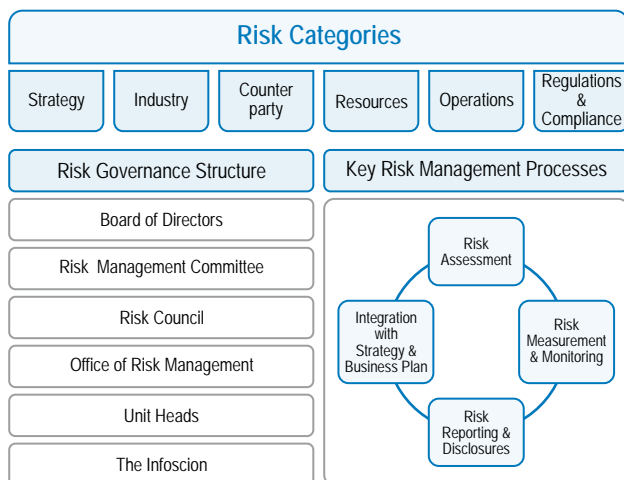 Risk Categories
Strategy
Industry
Counter
party
Resources
Operations
Regulations
&
Compliance
Risk Governance Structure
Key Risk Management Processes
Board of Directors
Risk Management Committee
Risk Council
Office of Risk Management
Unit Heads
The Infoscion
Risk
Assessment
Integration
with
Strategy &
Business Plan
Risk
Measurement
& Monitoring
Risk
Reporting &
Disclosures